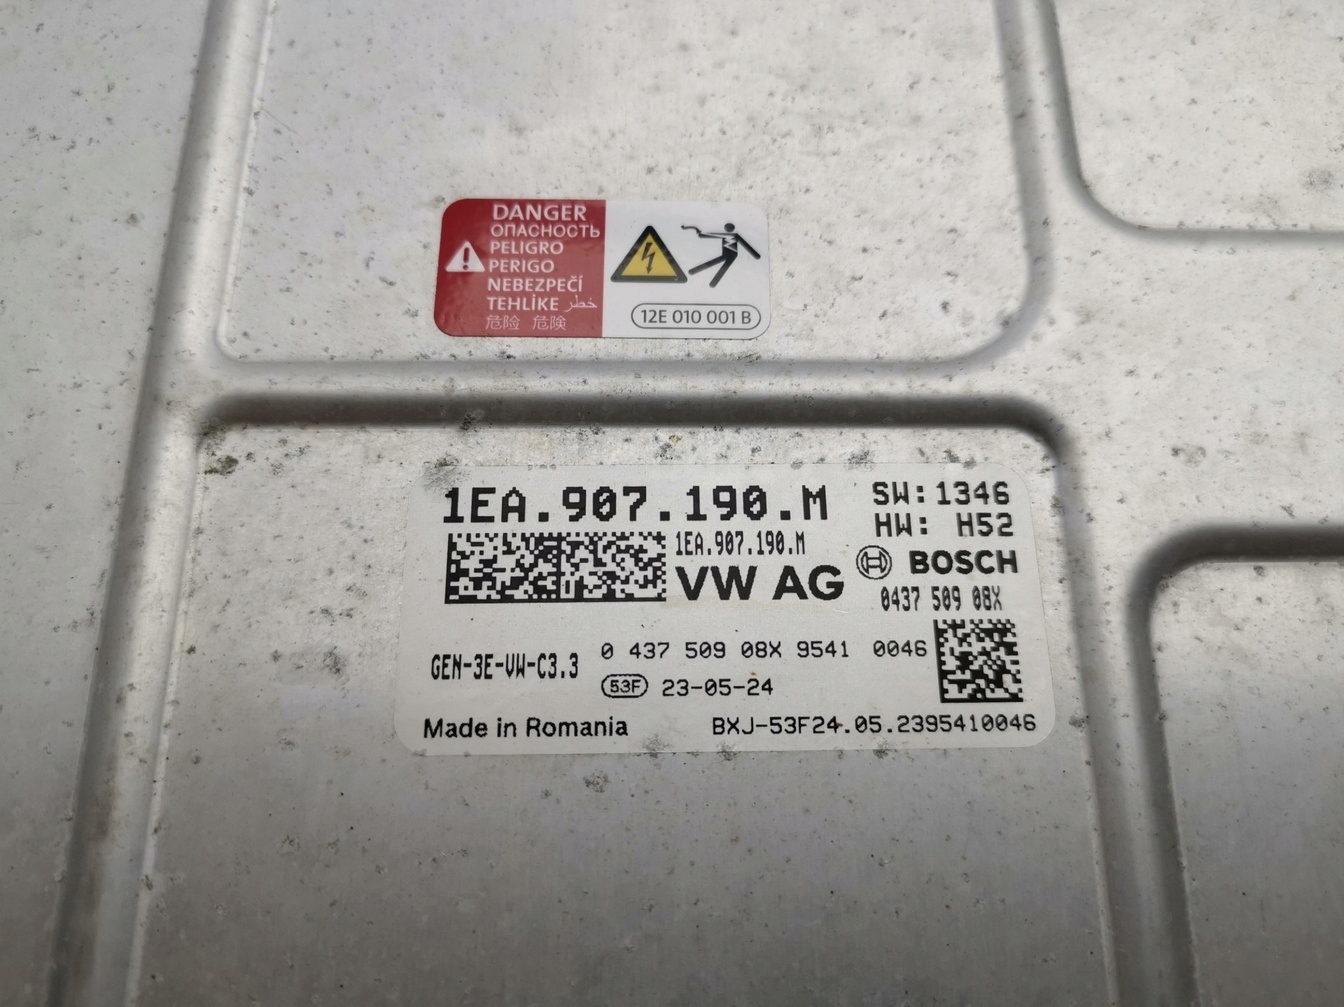 DANGER
ОПАСНОСТЬ
PELIGRO
PERIGO
NEBEZPEČÍ
TEHLİKE خطر
危险 危険
12E 010 001 B
1EA.907.190.M
SW:1346
HW: H52
1EA.907.190.M
VW AG
BOSCH
0437 509 08X
GEN-3E-VW-C3.3
0 437 509 08X 9541 0046
53F 23-05-24
Made in Romania
BXJ-53F24.05.2395410046